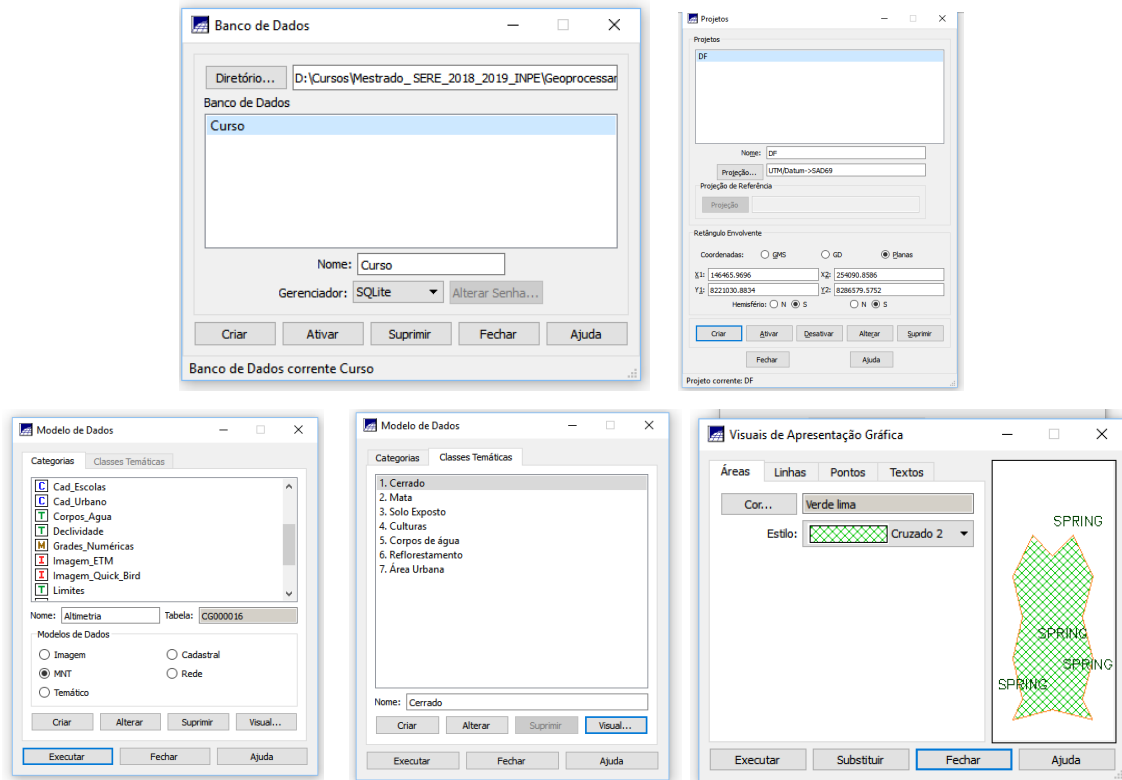 Banco de Dados
Diretório... D:\Cursos\Mestrado_ SERE_2018_2019_INPE\Geoprocessar
Banco de Dados
Curso
Nome: Curso
Gerenciador: SQLite Alterar Senha...
Criar Ativar Suprimir Fechar Ajuda
Banco de Dados corrente Curso
Projetos
Projetos
DF
Nome: DF
Projeção... UTM/Datum->SAD69
Projeção de Referência
Projeção
Retângulo Envolvente
Coordenadas: GMS GD Planas
X1: 146465.9696 X2: 254090.8586
Y1: 8221030.8834 Y2: 8286579.5752
Hemisfério: N S N S
Criar Ativar Desativar Alterar Suprimir
Fechar Ajuda
Projeto corrente: DF
Modelo de Dados
Categorias Classes Temáticas
C Cad_Escolas
C Cad_Urbano
T Corpos_Agua
T Declividade
M Grades_Numéricas
I Imagem_ETM
I Imagem_Quick_Bird
T Limites
Nome: Altimetria Tabela: CG000016
Modelos de Dados
Imagem Cadastral
MNT Rede
Temático
Criar Alterar Suprimir Visual...
Executar Fechar Ajuda
Modelo de Dados
Categorias Classes Temáticas
1. Cerrado
2. Mata
3. Solo Exposto
4. Culturas
5. Corpos de água
6. Reflorestamento
7. Área Urbana
Nome: Cerrado
Criar Alterar Suprimir Visual...
Executar Fechar Ajuda
Visuais de Apresentação Gráfica
Áreas Linhas Pontos Textos
Cor... Verde lima
Estilo: Cruzado 2
SPRING
SPRING
SPRING
SPRING
Executar Substituir Fechar Ajuda